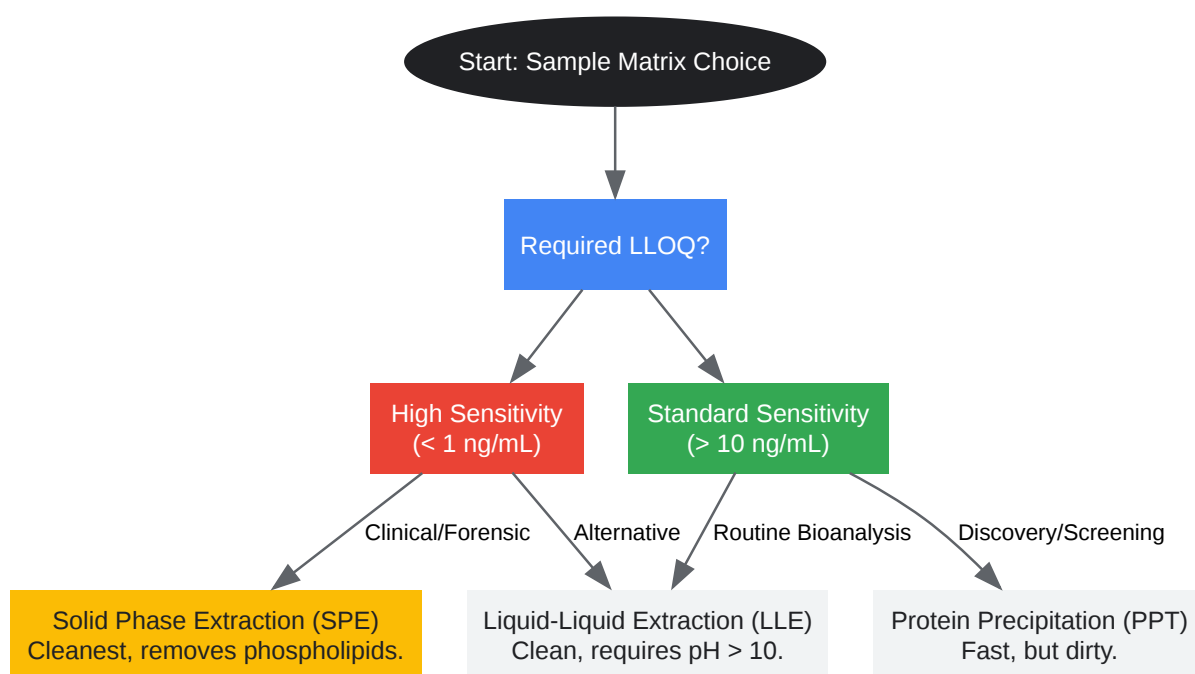 Start: Sample Matrix Choice
Required LLOQ?
High Sensitivity
(< 1 ng/mL)
Standard Sensitivity
(> 10 ng/mL)
Clinical/Forensic
Alternative
Routine Bioanalysis
Discovery/Screening
Solid Phase Extraction (SPE)
Cleanest, removes phospholipids.
Liquid-Liquid Extraction (LLE)
Clean, requires pH > 10.
Protein Precipitation (PPT)
Fast, but dirty.